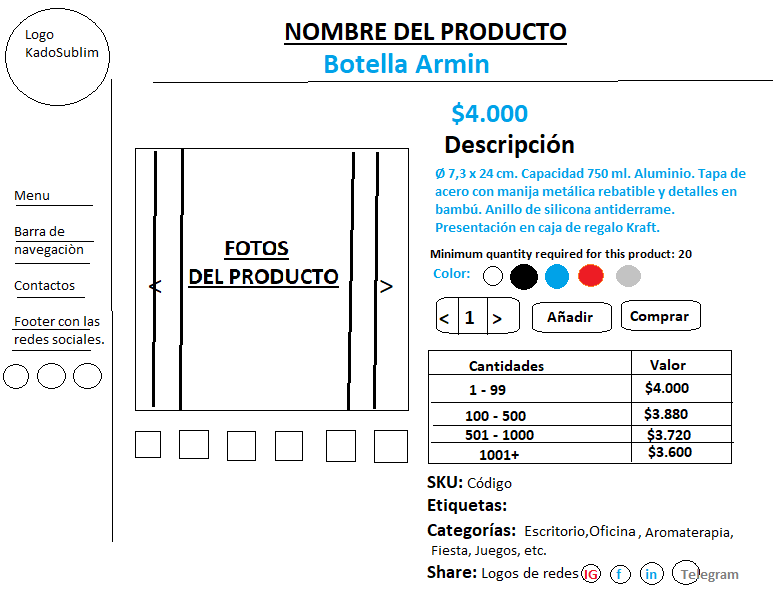 Logo
KadoSublim
NOMBRE DEL PRODUCTO
Botella Armin
Menu
Barra de
navegaciòn
Contactos
Footer con las
redes sociales.
FOTOS
DEL PRODUCTO
< >
$4.000
Descripción
Ø 7,3 x 24 cm. Capacidad 750 ml. Aluminio. Tapa de
acero con manija metálica rebatible y detalles en
bambú. Anillo de silicona antiderrame.
Presentación en caja de regalo Kraft.
Minimum quantity required for this product: 20
Color:
< 1 > Añadir Comprar
Cantidades Valor
1 - 99 $4.000
100 - 500 $3.880
501 - 1000 $3.720
1001+ $3.600
SKU: Código
Etiquetas:
Categorías: Escritorio,Oficina , Aromaterapia,
Fiesta, Juegos, etc.
Share: Logos de redes IG f in Telegram